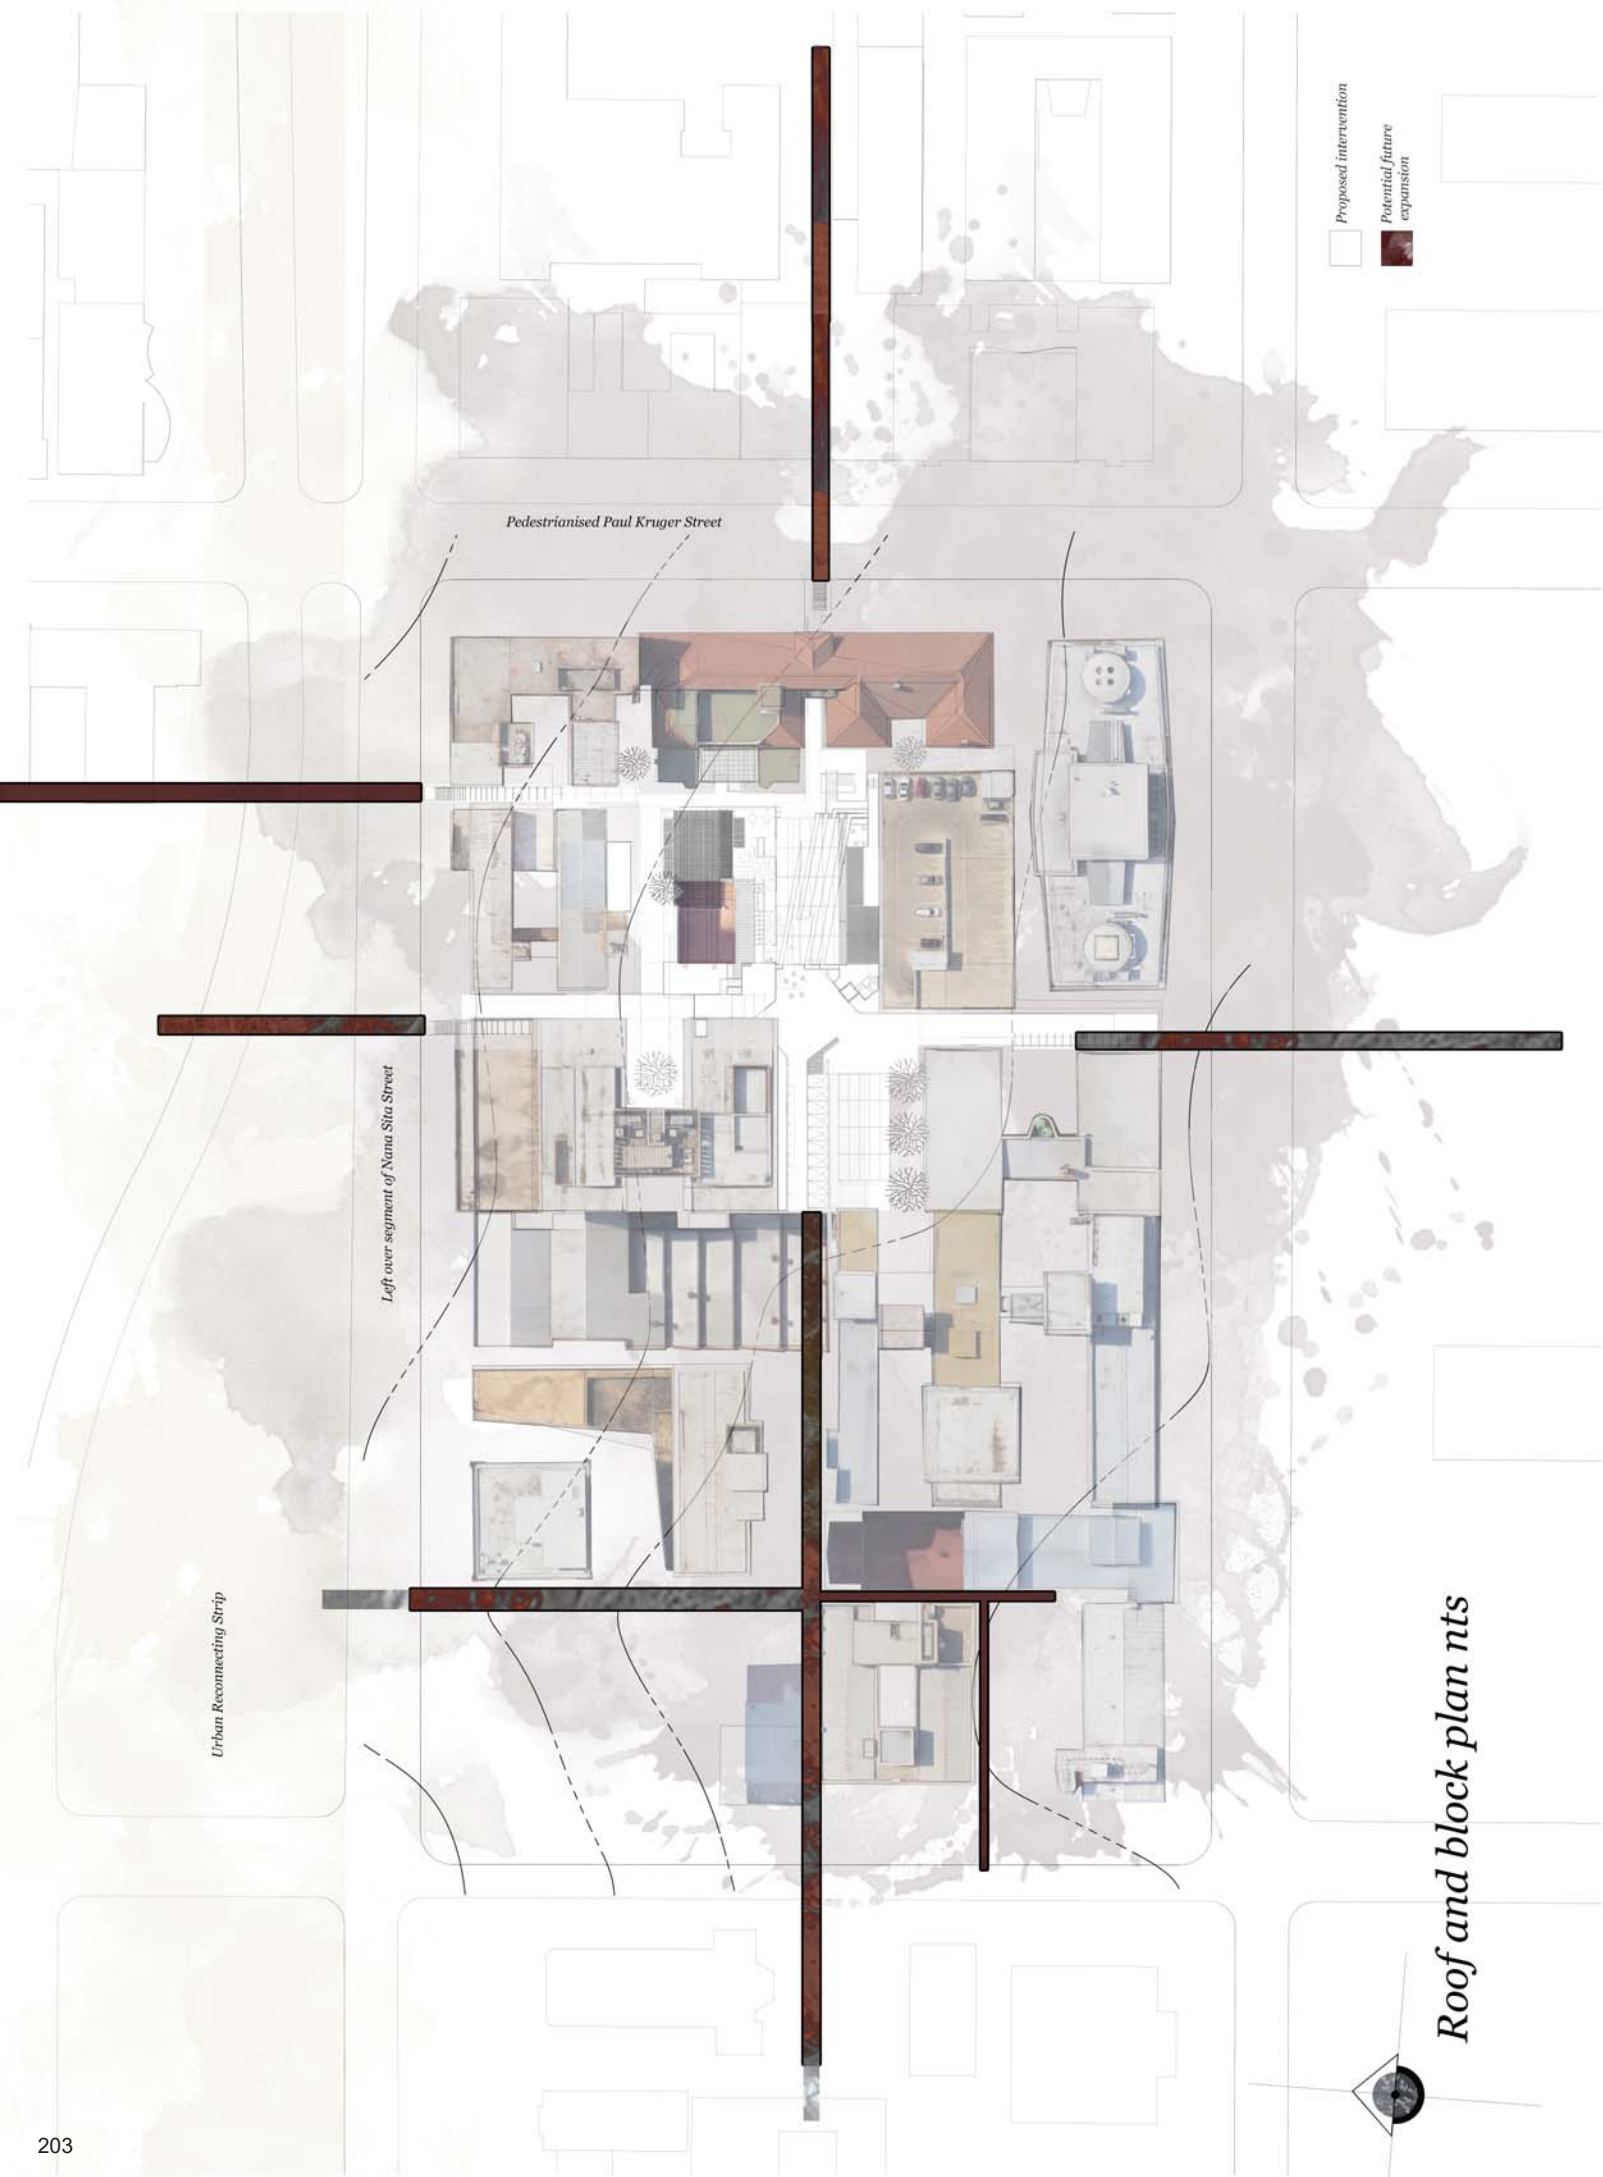 Proposed intervention
Potential future
expansion
Pedestrianised Paul Kruger Street
Left over segment of Nana Sita Street
Urban Reconnecting Strip
Roof and block plan nts
203